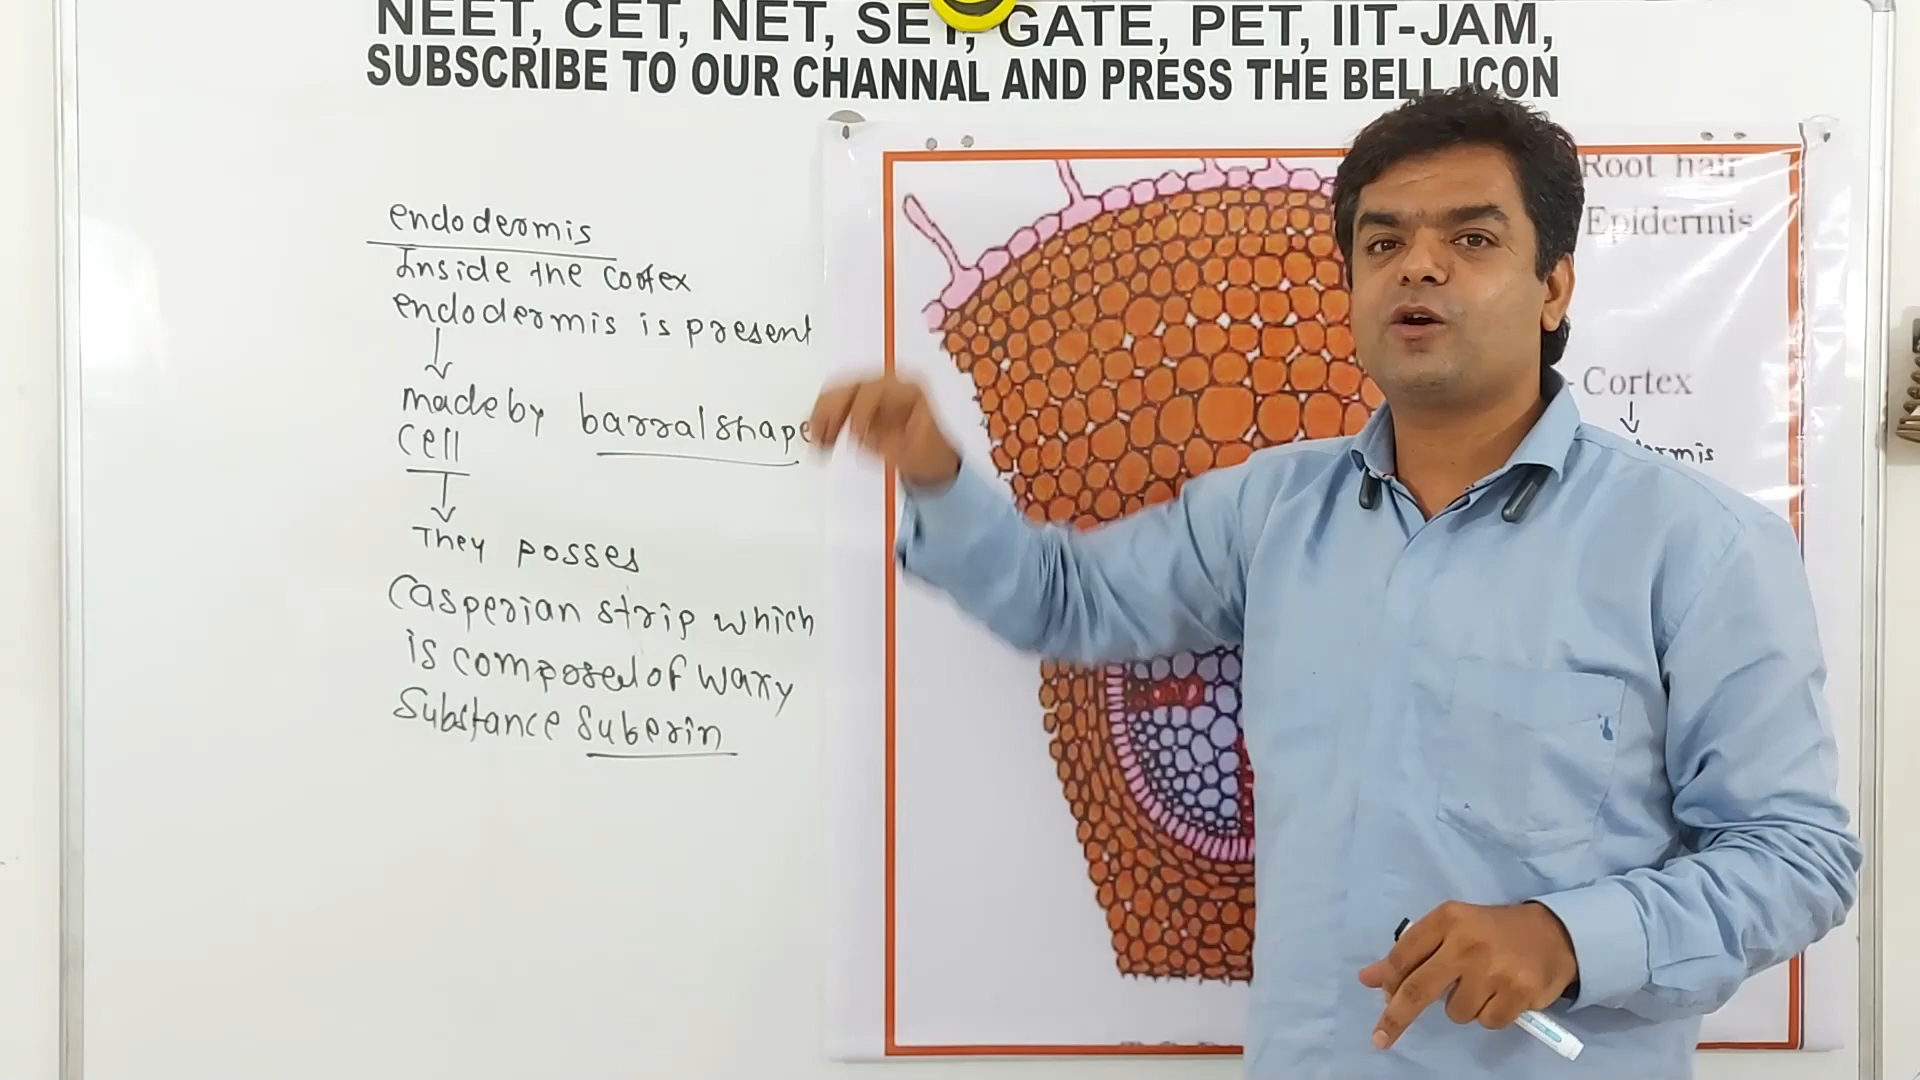 NEET, CET, NET, SET, GATE, PET, IIT-JAM,
SUBSCRIBE TO OUR CHANNAL AND PRESS THE BELL ICON
endodermis
Inside the cortex
endodermis is present
made by barral shape
cell
They posses
Casperian strip which
is composed of waxy
Substance Suberin
Root hair
Epidermis
Cortex